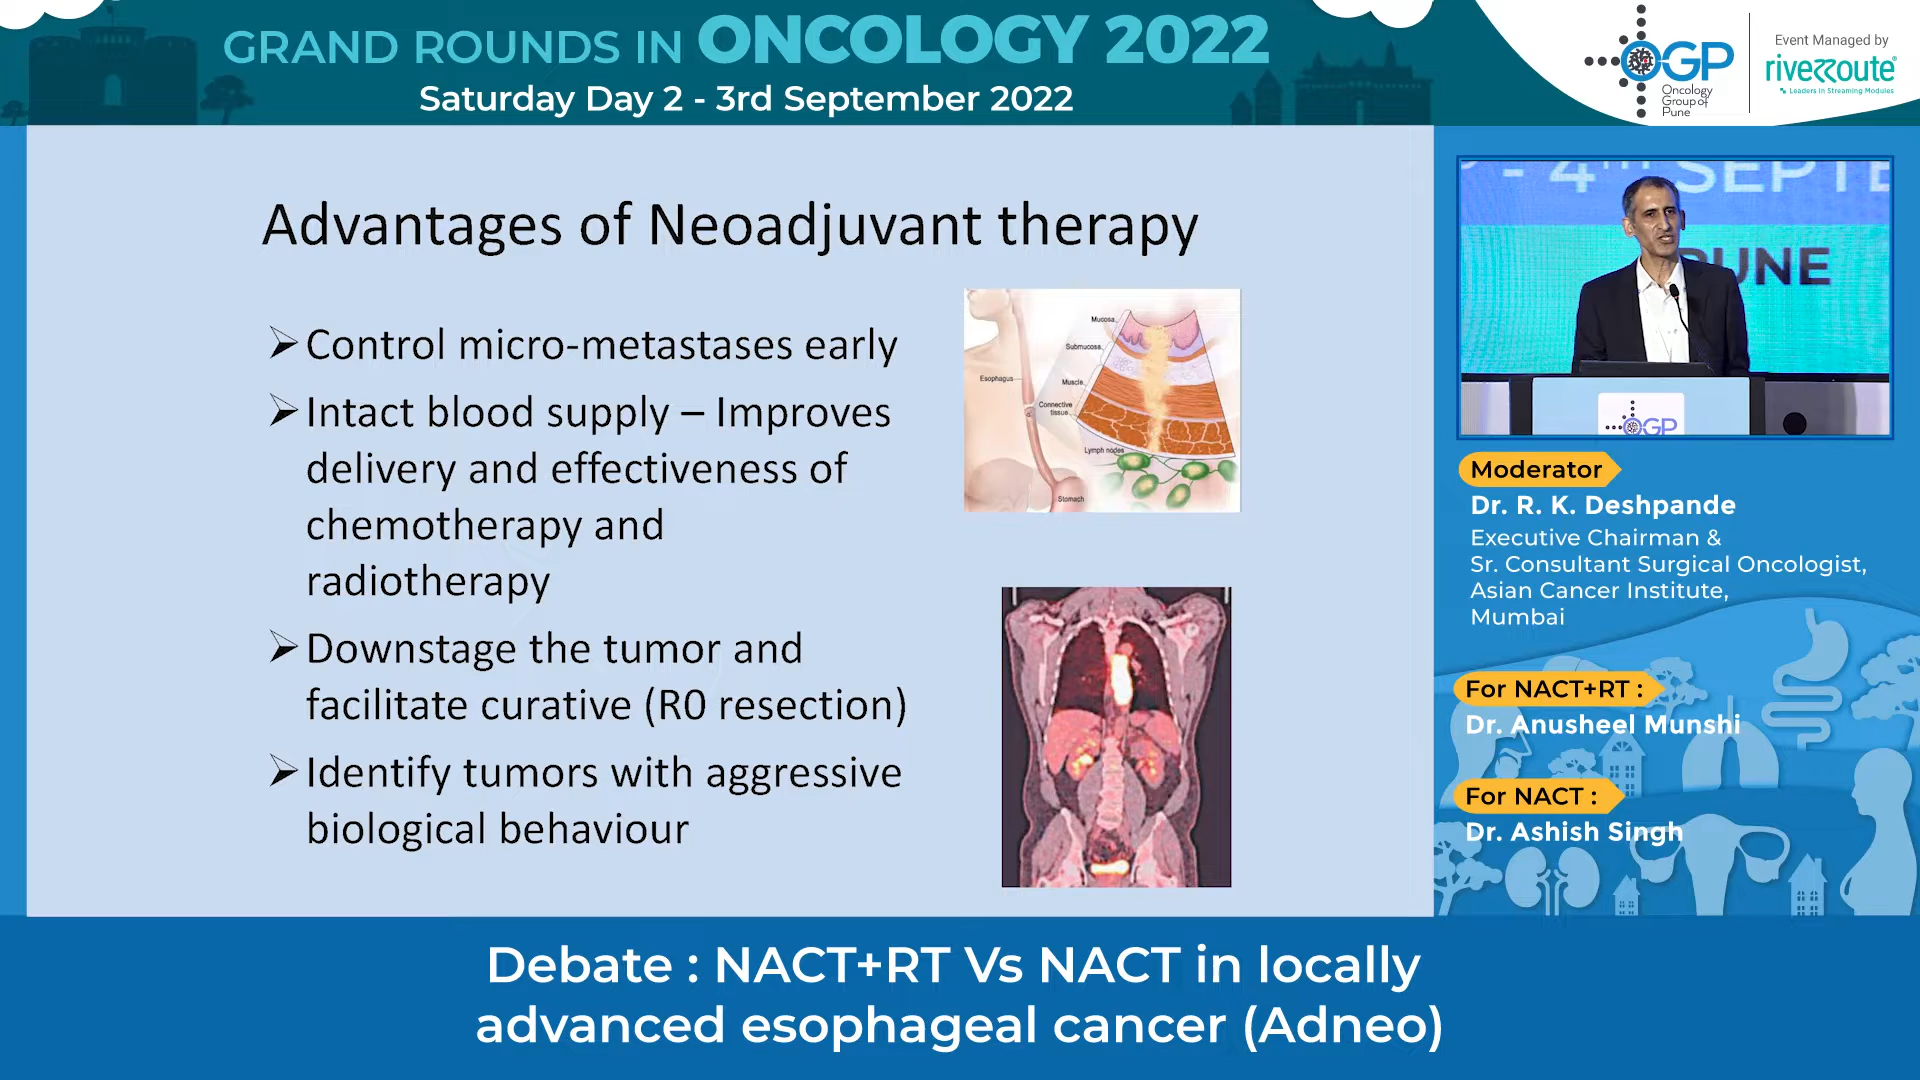 GRAND ROUNDS IN ONCOLOGY 2022
Saturday Day 2 - 3rd September 2022
OGP
Oncology
Group of
Pune
Event Managed by
riveRoute
Leaders in Streaming Modules
Advantages of Neoadjuvant therapy
➢Control micro-metastases early
➢Intact blood supply – Improves
delivery and effectiveness of
chemotherapy and
radiotherapy
➢Downstage the tumor and
facilitate curative (R0 resection)
➢Identify tumors with aggressive
biological behaviour
Mucosa
Submucosa
Esophagus
Muscle
Connective
tissue
Lymph nodes
Stomach
- 4th SEPTE
PUNE
OGP
Moderator
Dr. R. K. Deshpande
Executive Chairman &
Sr. Consultant Surgical Oncologist,
Asian Cancer Institute,
Mumbai
For NACT+RT :
Dr. Anusheel Munshi
For NACT :
Dr. Ashish Singh
Debate : NACT+RT Vs NACT in locally
advanced esophageal cancer (Adneo)